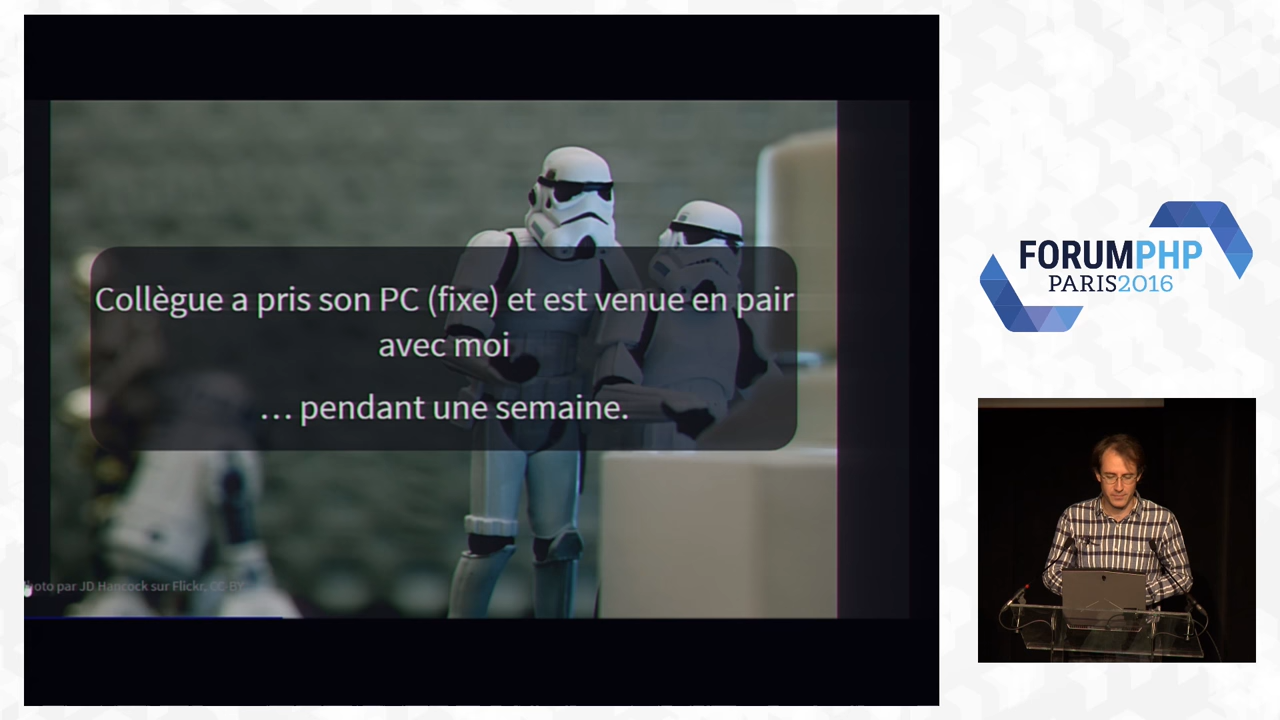 Collègue a pris son PC (fixe) et est venue en pair
avec moi
… pendant une semaine.
Photo par JD Hancock sur Flickr, CC-BY
FORUMPHP
PARIS2016